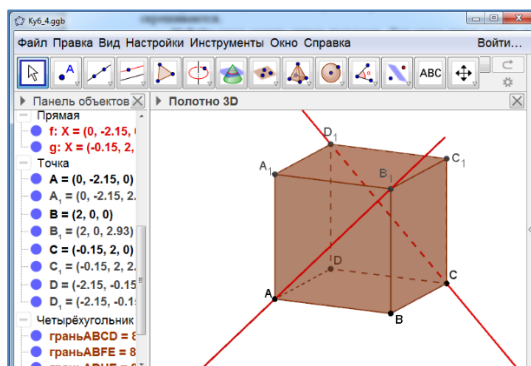 Ку6_4.ggb
Файл Правка Вид Настройки Инструменты Окно Справка Войти...
ABC
Панель объектов
Полотно 3D
Прямая
f: X = (0, -2.15, 
g: X = (-0.15, 2,
Точка
A = (0, -2.15, 0)
A₁ = (0, -2.15, 2.
B = (2, 0, 0)
B₁ = (2, 0, 2.93)
C = (-0.15, 2, 0)
C₁ = (-0.15, 2, 2.
D = (-2.15, -0.15
D₁ = (-2.15, -0.1
Четырёхугольник
граньABCD = 8
граньABFE = 8
D₁
C₁
A₁
B₁
D
C
A
B